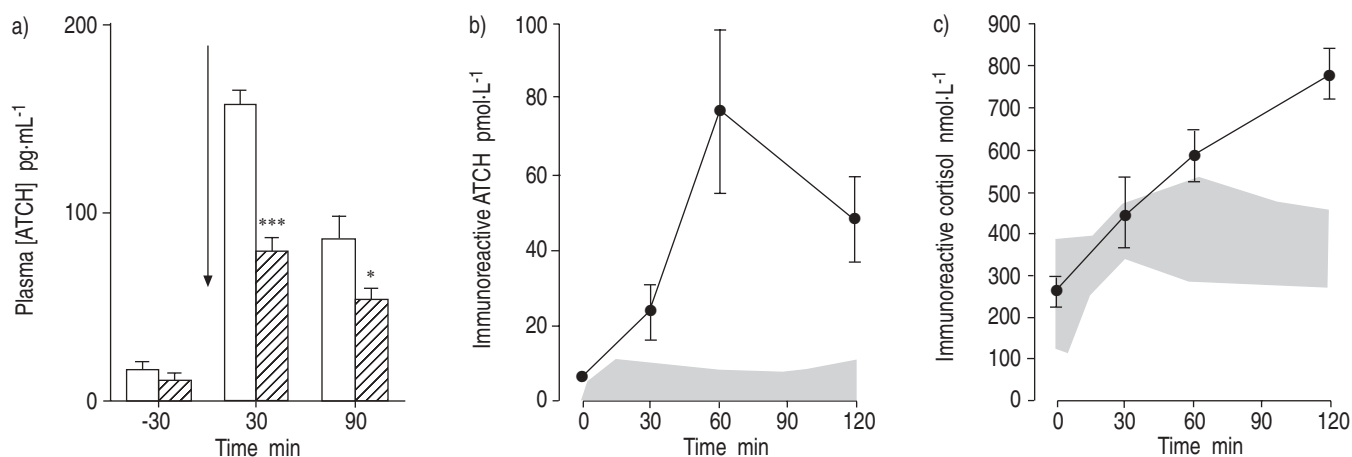 a)
Plasma [ATCH] pg·mL-1
200
100
0
***
*
-30 30 90
Time min
b)
Immunoreactive ATCH pmol·L-1
100
80
60
40
20
0
0 30 60 90 120
Time min
c)
Immunoreactive cortisol nmol·L-1
900
800
700
600
500
400
300
200
100
0
0 30 60 90 120
Time min